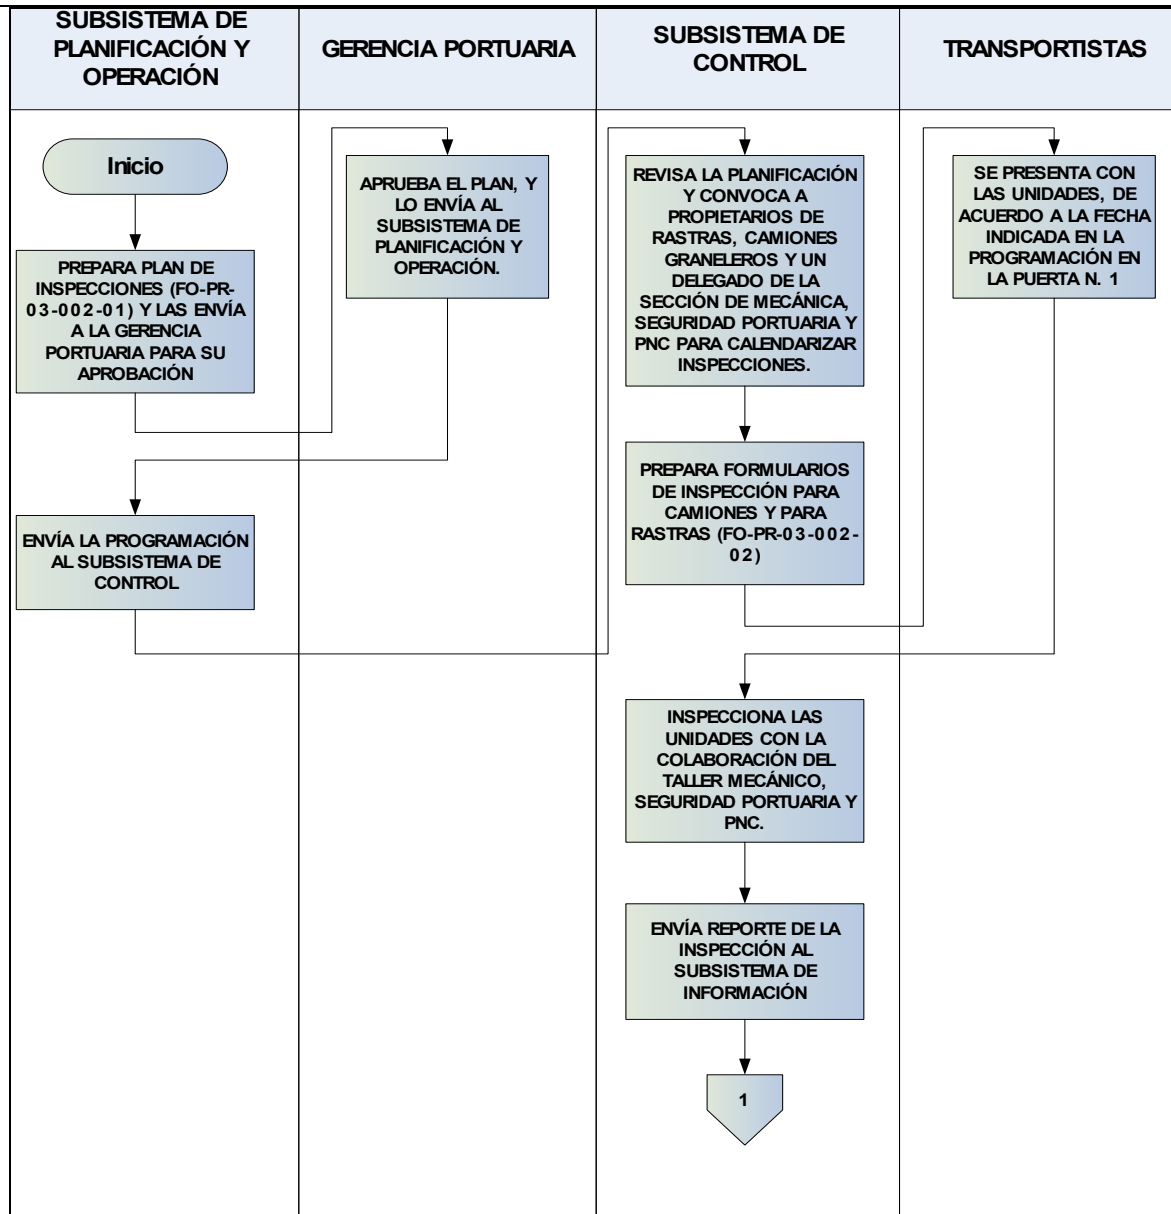 SUBSISTEMA DE
PLANIFICACIÓN Y
OPERACIÓN
GERENCIA PORTUARIA
SUBSISTEMA DE
CONTROL
TRANSPORTISTAS
Inicio
PREPARA PLAN DE
INSPECCIONES (FO-PR-
03-002-01) Y LAS ENVÍA
A LA GERENCIA
PORTUARIA PARA SU
APROBACIÓN
APRUEBA EL PLAN, Y
LO ENVÍA AL
SUBSISTEMA DE
PLANIFICACIÓN Y
OPERACIÓN.
ENVÍA LA PROGRAMACIÓN
AL SUBSISTEMA DE
CONTROL
REVISA LA PLANIFICACIÓN
Y CONVOCA A
PROPIETARIOS DE
RASTRAS, CAMIONES
GRANELEROS Y UN
DELEGADO DE LA
SECCIÓN DE MECÁNICA,
SEGURIDAD PORTUARIA Y
PNC PARA CALENDARIZAR
INSPECCIONES.
PREPARA FORMULARIOS
DE INSPECCIÓN PARA
CAMIONES Y PARA
RASTRAS (FO-PR-03-002-
02)
SE PRESENTA CON
LAS UNIDADES, DE
ACUERDO A LA FECHA
INDICADA EN LA
PROGRAMACIÓN EN
LA PUERTA N. 1
INSPECCIONA LAS
UNIDADES CON LA
COLABORACIÓN DEL
TALLER MECÁNICO,
SEGURIDAD PORTUARIA Y
PNC.
ENVÍA REPORTE DE LA
INSPECCIÓN AL
SUBSISTEMA DE
INFORMACIÓN
1